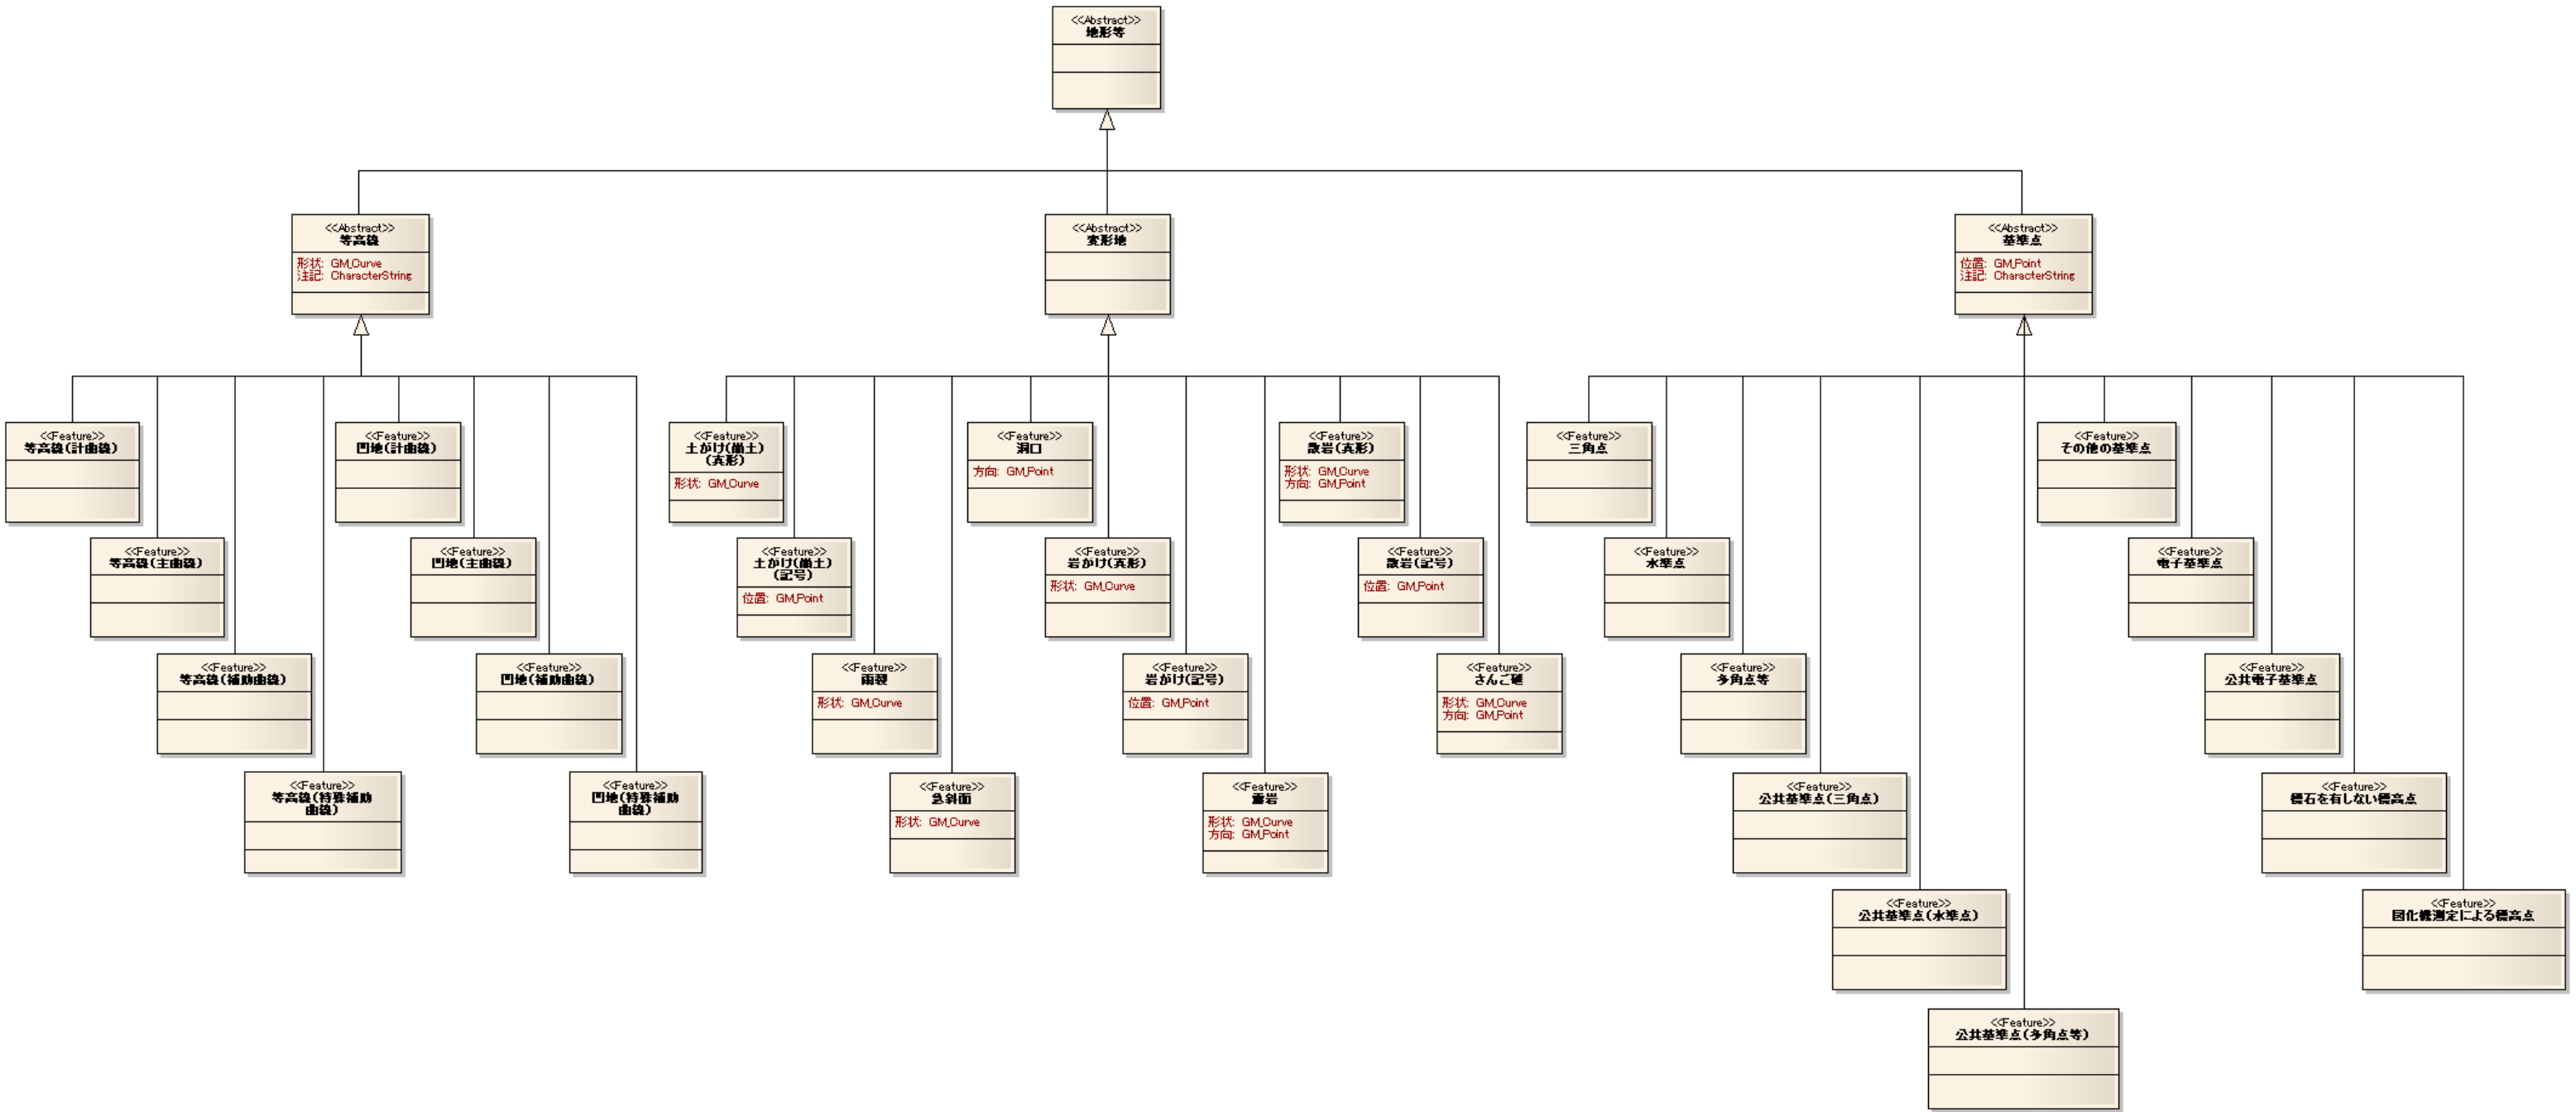 <<Abstract>>
地形等
<<Abstract>>
等高線
形状: GM_Curve
注記: CharacterString
<<Abstract>>
変形地
<<Abstract>>
基準点
位置: GM_Point
注記: CharacterString
<<Feature>>
等高線(計曲線)
<<Feature>>
凹地(計曲線)
<<Feature>>
土がけ(崩土)
(真形)
形状: GM_Curve
<<Feature>>
洞口
方向: GM_Point
<<Feature>>
散岩(真形)
形状: GM_Curve
方向: GM_Point
<<Feature>>
三角点
<<Feature>>
その他の基準点
<<Feature>>
等高線(主曲線)
<<Feature>>
凹地(主曲線)
<<Feature>>
土がけ(崩土)
(記号)
位置: GM_Point
<<Feature>>
岩がけ(真形)
形状: GM_Curve
<<Feature>>
散岩(記号)
位置: GM_Point
<<Feature>>
水準点
<<Feature>>
電子基準点
<<Feature>>
等高線(補助曲線)
<<Feature>>
凹地(補助曲線)
<<Feature>>
雨裂
形状: GM_Curve
<<Feature>>
岩がけ(記号)
位置: GM_Point
<<Feature>>
さんご礁
形状: GM_Curve
方向: GM_Point
<<Feature>>
多角点等
<<Feature>>
公共電子基準点
<<Feature>>
等高線(特殊補助
曲線)
<<Feature>>
凹地(特殊補助
曲線)
<<Feature>>
急斜面
形状: GM_Curve
<<Feature>>
露岩
形状: GM_Curve
方向: GM_Point
<<Feature>>
公共基準点(三角点)
<<Feature>>
標石を有しない標高点
<<Feature>>
公共基準点(水準点)
<<Feature>>
図化機測定による標高点
<<Feature>>
公共基準点(多角点等)